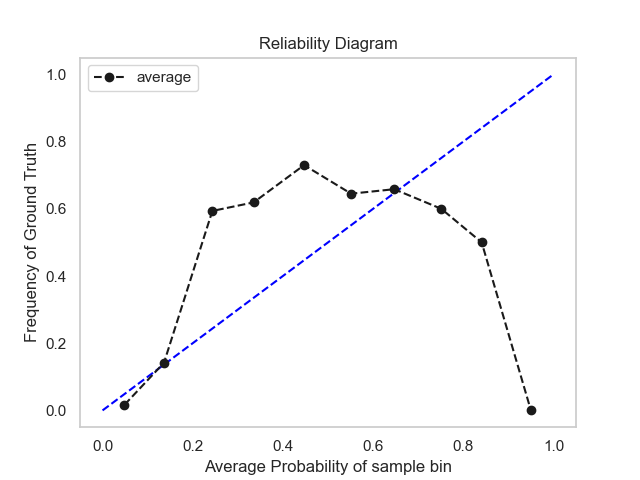 Reliability Diagram
average
Frequency of Ground Truth
1.0
0.8
0.6
0.4
0.2
0.0
0.0 0.2 0.4 0.6 0.8 1.0
Average Probability of sample bin